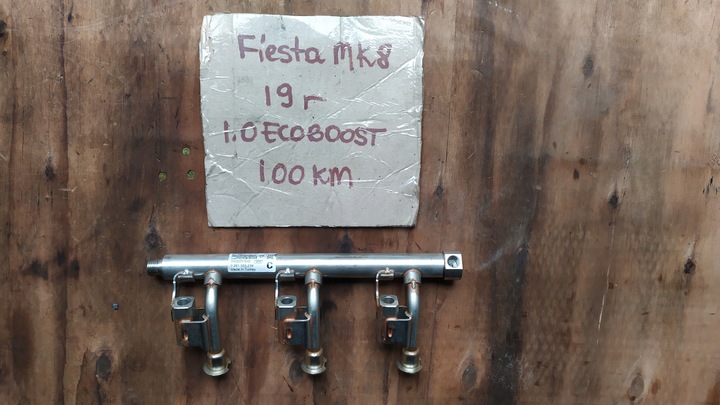 Fiesta MK8
19 r
1.0 ECOBOOST
100 KM
C
Made in Turkey